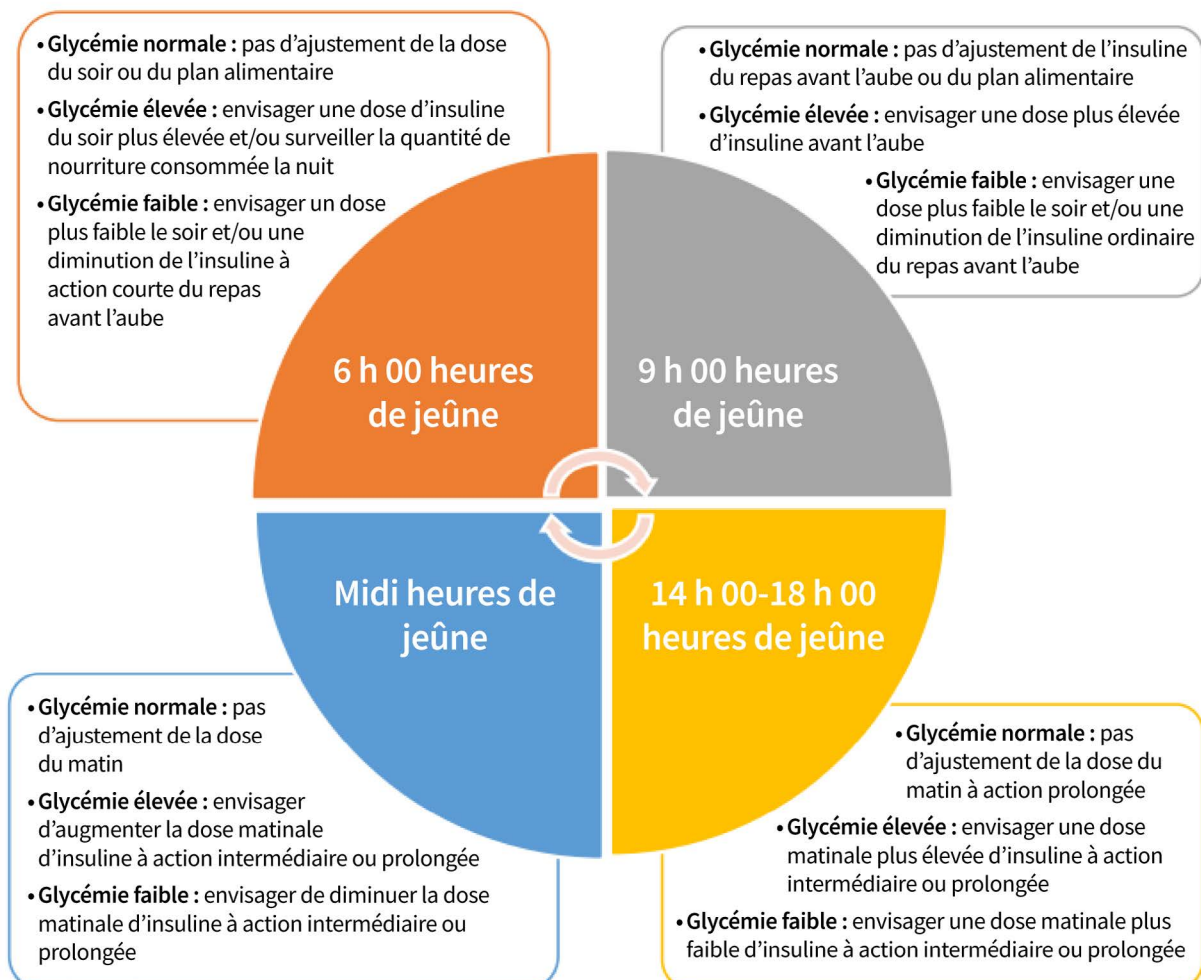 • Glycémie normale : pas d’ajustement de la dose
du soir ou du plan alimentaire
• Glycémie élevée : envisager une dose d’insuline
du soir plus élevée et/ou surveiller la quantité de
nourriture consommée la nuit
• Glycémie faible : envisager un dose
plus faible le soir et/ou une
diminution de l’insuline à
action courte du repas
avant l’aube
• Glycémie normale : pas d’ajustement de l’insuline
du repas avant l’aube ou du plan alimentaire
• Glycémie élevée : envisager une dose plus élevée
d’insuline avant l’aube
• Glycémie faible : envisager une
dose plus faible le soir et/ou une
diminution de l’insuline ordinaire
du repas avant l’aube
6 h 00 heures
de jeûne
9 h 00 heures
de jeûne
Midi heures de
jeûne
14 h 00-18 h 00
heures de jeûne
• Glycémie normale : pas
d’ajustement de la dose
du matin
• Glycémie élevée : envisager
d’augmenter la dose matinale
d’insuline à action intermédiaire ou prolongée
• Glycémie faible : envisager de diminuer la dose
matinale d’insuline à action intermédiaire ou
prolongée
• Glycémie normale : pas
d’ajustement de la dose du
matin à action prolongée
• Glycémie élevée : envisager une dose
matinale plus élevée d’insuline à action
intermédiaire ou prolongée
• Glycémie faible : envisager une dose matinale plus
faible d’insuline à action intermédiaire ou prolongée